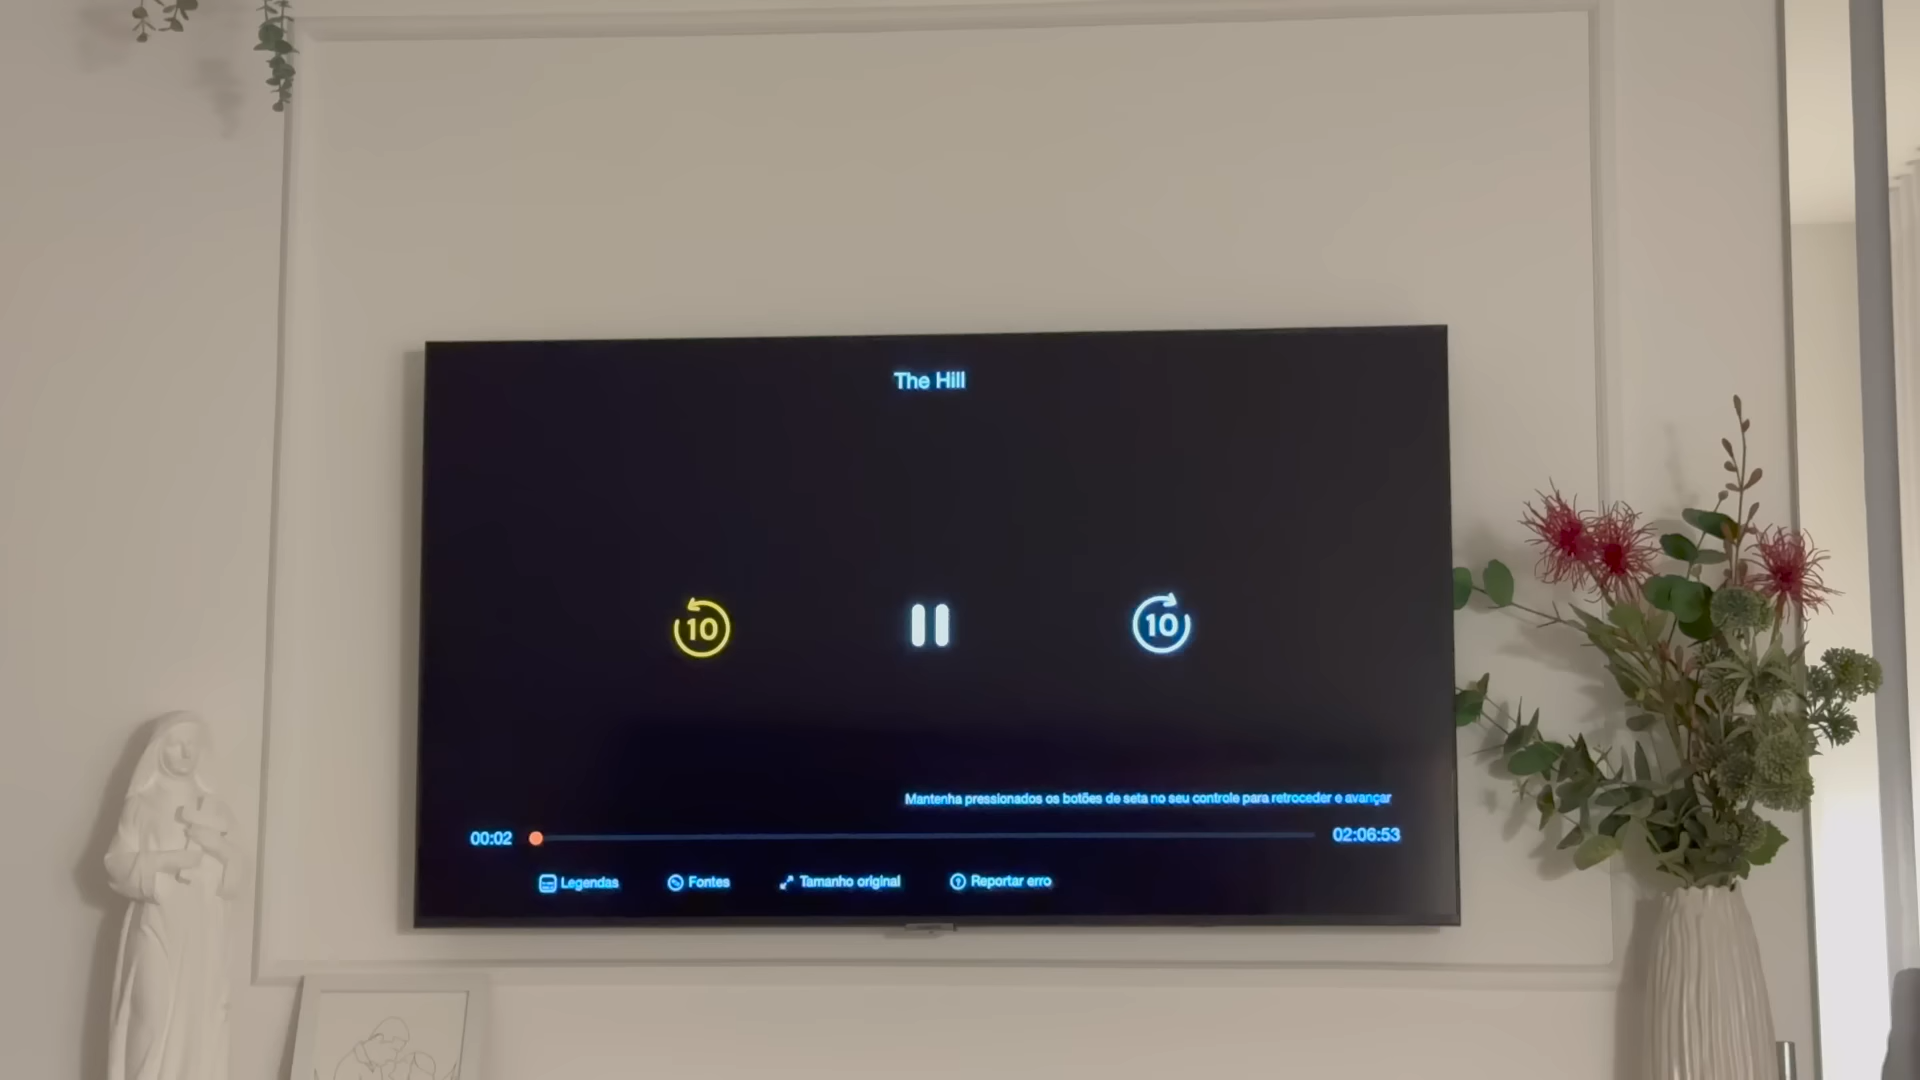 The Hill
10
10
Mantenha pressionados os botões de seta no seu controle para retroceder e avançar
00:02
02:06:53
Legendas
Fontes
Tamanho original
Reportar erro